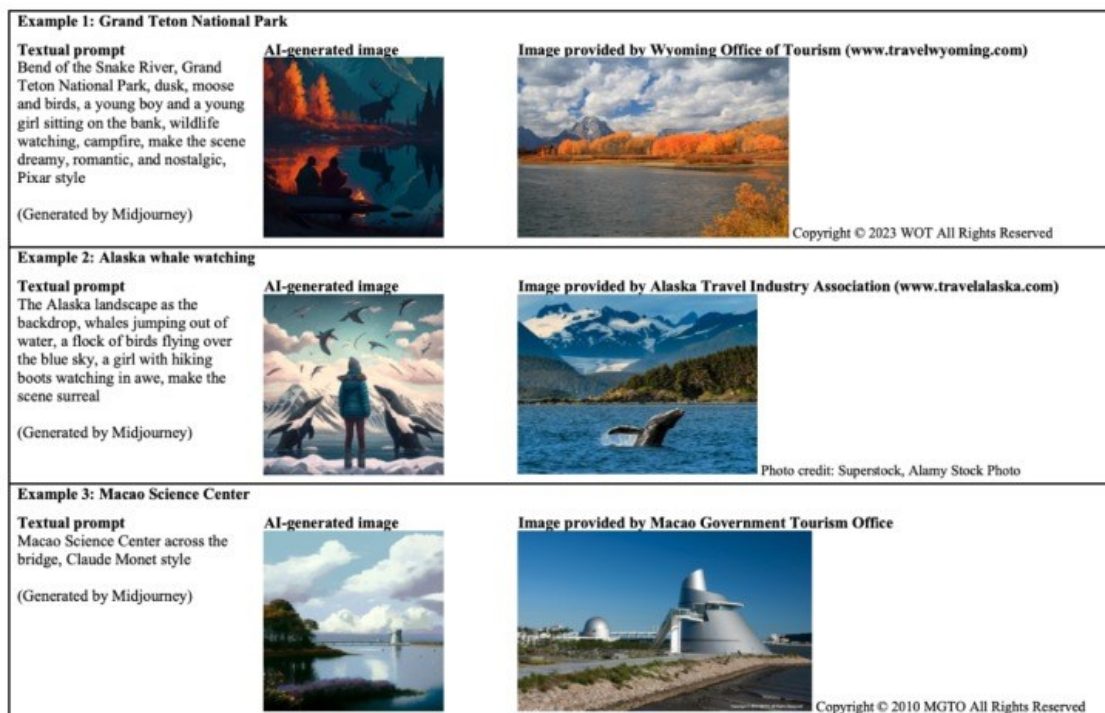 Example 1: Grand Teton National Park
Textual prompt
Bend of the Snake River, Grand
Teton National Park, dusk, moose
and birds, a young boy and a young
girl sitting on the bank, wildlife
watching, campfire, make the scene
dreamy, romantic, and nostalgic,
Pixar style
(Generated by Midjourney)
AI-generated image
Image provided by Wyoming Office of Tourism (www.travelwyoming.com)
Copyright © 2023 WOT All Rights Reserved
Example 2: Alaska whale watching
Textual prompt
The Alaska landscape as the
backdrop, whales jumping out of
water, a flock of birds flying over
the blue sky, a girl with hiking
boots watching in awe, make the
scene surreal
(Generated by Midjourney)
AI-generated image
Image provided by Alaska Travel Industry Association (www.travelalaska.com)
Photo credit: Superstock, Alamy Stock Photo
Example 3: Macao Science Center
Textual prompt
Macao Science Center across the
bridge, Claude Monet style
(Generated by Midjourney)
AI-generated image
Image provided by Macao Government Tourism Office
Copyright © 2010 MGTO All Rights Reserved